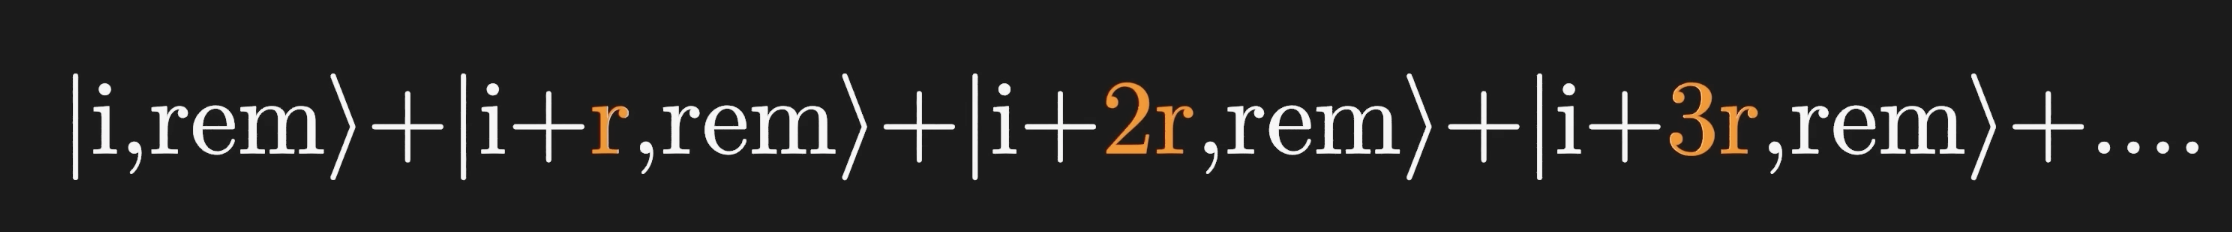 |i,rem⟩+|i+r,rem⟩+|i+2r,rem⟩+|i+3r,rem⟩+....